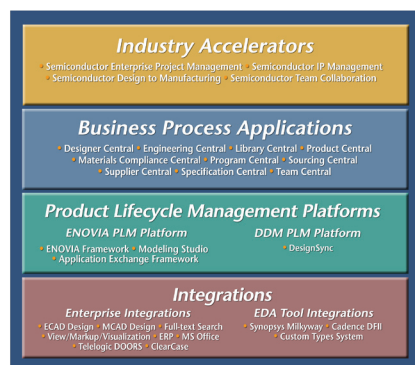 Industry Accelerators
• Semiconductor Enterprise Project Management • Semiconductor IP Management
• Semiconductor Design to Manufacturing • Semiconductor Team Collaboration
Business Process Applications
• Designer Central • Engineering Central • Library Central • Product Central
• Materials Compliance Central • Program Central • Sourcing Central
• Supplier Central • Specification Central • Team Central
Product Lifecycle Management Platforms
ENOVIA PLM Platform
• ENOVIA Framework • Modeling Studio
• Application Exchange Framework
DDM PLM Platform
• DesignSync
Integrations
Enterprise Integrations
• ECAD Design • MCAD Design • Full-text Search
• View/Markup/Visualization • ERP • MS Office
• Telelogic DOORS • ClearCase
EDA Tool Integrations
• Synopsys Milkyway • Cadence DFII
• Custom Types System